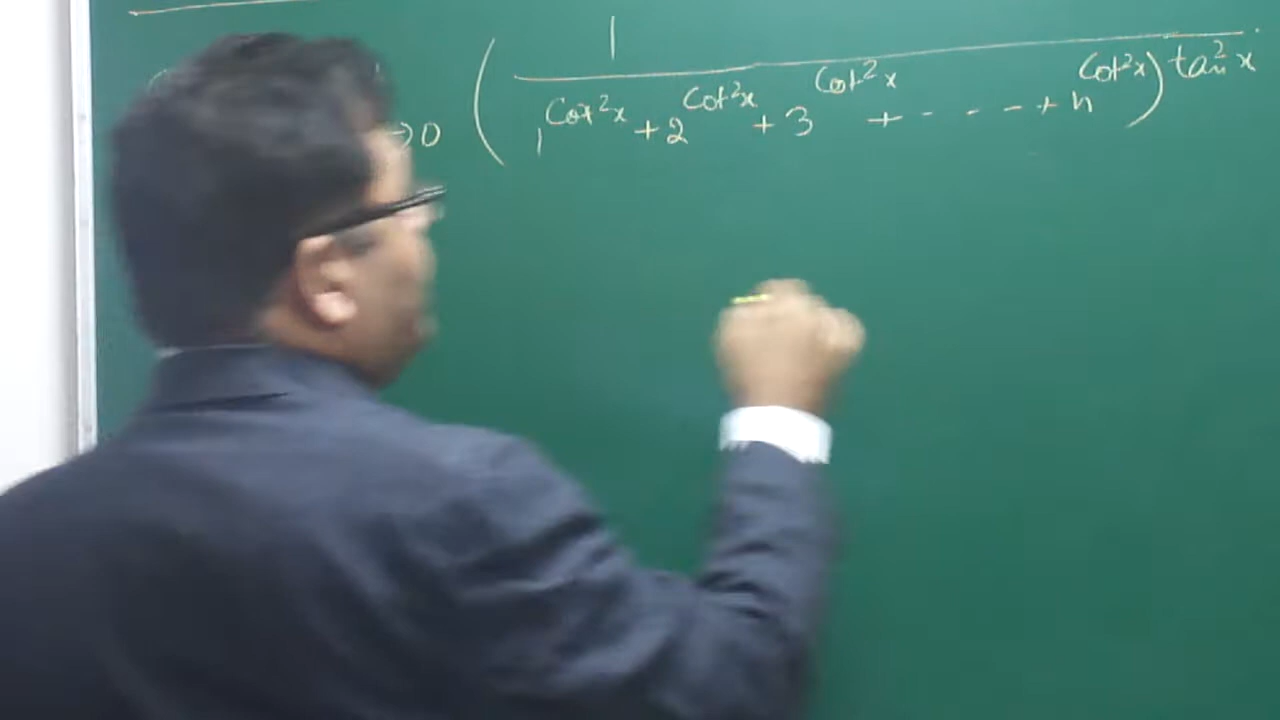 1
→0 ( 1^{Cot²x} + 2^{Cot²x} + 3^{Cot²x} + - - - + n^{Cot²x} ) tan²x